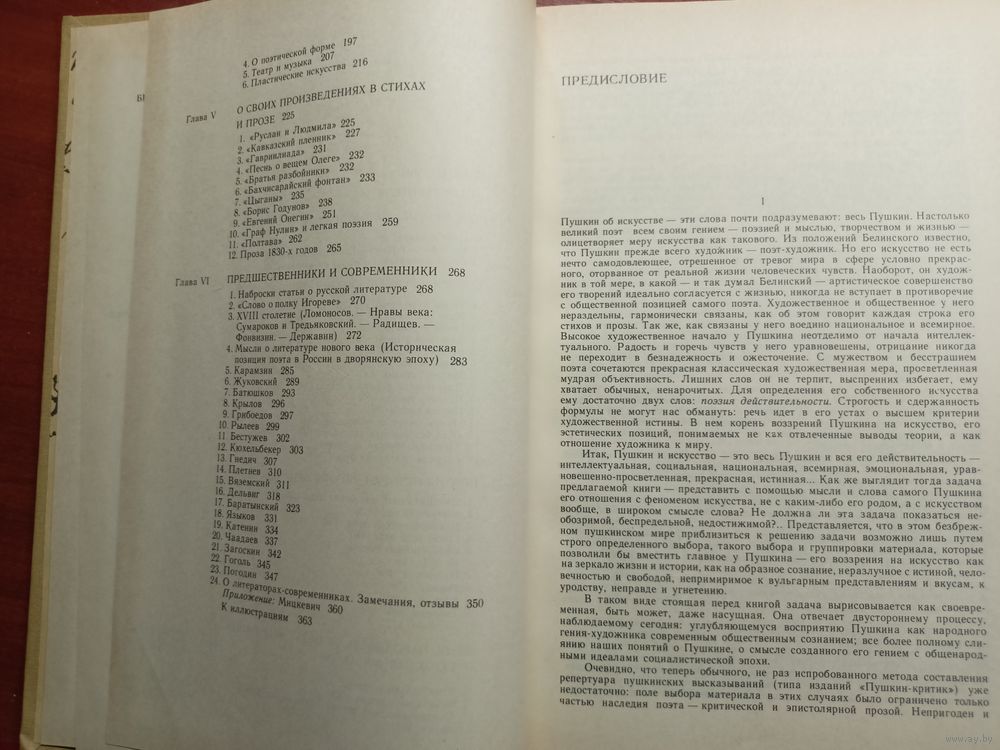 4. О поэтической форме 197
5. Театр и музыка 207
6. Пластические искусства 216
Глава V О СВОИХ ПРОИЗВЕДЕНИЯХ В СТИХАХ
И ПРОЗЕ 225
1. «Руслан и Людмила» 225
2. «Кавказский пленник» 227
3. «Гавриилиада» 231
4. «Песнь о вещем Олеге» 232
5. «Братья разбойники» 232
6. «Бахчисарайский фонтан» 233
7. «Цыганы» 235
8. «Борис Годунов» 238
9. «Евгений Онегин» 251
10. «Граф Нулин» и легкая поэзия 259
11. «Полтава» 262
12. Проза 1830-х годов 265
Глава VI ПРЕДШЕСТВЕННИКИ И СОВРЕМЕННИКИ 268
1. Наброски статьи о русской литературе 268
2. «Слово о полку Игореве» 270
3. XVIII столетие (Ломоносов. — Нравы века:
Сумароков и Тредьяковский. — Радищев. —
Фонвизин. — Державин) 272
4. Мысли о литературе нового века (Историческая
позиция поэта в России в дворянскую эпоху) 283
5. Карамзин 285
6. Жуковский 289
7. Батюшков 293
8. Крылов 296
9. Грибоедов 297
10. Рылеев 299
11. Бестужев 302
12. Кюхельбекер 303
13. Гнедич 307
14. Плетнев 310
15. Вяземский 311
16. Дельвиг 318
17. Баратынский 323
18. Языков 331
19. Катенин 334
20. Чаадаев 337
21. Загоскин 342
22. Гоголь 345
23. Погодин 347
24. О литераторах-современниках. Замечания, отзывы 350
Приложение: Мицкевич 360
К иллюстрациям 363
ПРЕДИСЛОВИЕ
I
Пушкин об искусстве — эти слова почти подразумевают: весь Пушкин. Настолько
великий поэт всем своим гением — поэзией и мыслью, творчеством и жизнью —
олицетворяет меру искусства как такового. Из положений Белинского известно,
что Пушкин прежде всего художник — поэт-художник. Но его искусство не есть
нечто самодовлеющее, отрешенное от тревог мира в сфере условно прекрас-
ного, оторванное от реальной жизни человеческих чувств. Наоборот, он худож-
ник в той мере, в какой — и так думал Белинский — артистическое совершенство
его творений идеально согласуется с жизнью, никогда не вступает в противоречие
с общественной позицией самого поэта. Художественное и общественное у него
нераздельны, гармонически связаны, как об этом говорит каждая строка его
стихов и прозы. Так же, как связаны у него воедино национальное и всемирное.
Высокое художественное начало у Пушкина неотделимо от начала интеллек-
туального. Радость и горечь чувств у него уравновешены, отрицание никогда
не переходит в безнадежность и ожесточение. С мужеством и бесстрашием
поэта сочетаются прекрасная классическая художественная мера, просветленная
мудрая объективность. Лишних слов он не терпит, выспренних избегает, ему
хватает обычных, ненарочитых. Для определения его собственного искусства
ему достаточно двух слов: поэзия действительности. Строгость и сдержанность
формулы не могут нас обмануть: речь идет в его устах о высшем критерии
художественной истины. В нем корень воззрений Пушкина на искусство, его
эстетических позиций, понимаемых не как отвлеченные выводы теории, а как
отношение художника к миру.
Итак, Пушкин и искусство — это весь Пушкин и вся его действительность —
интеллектуальная, социальная, национальная, всемирная, эмоциональная, урав-
новешенно-просветленная, прекрасная, истинная... Как же выглядит тогда задача
предлагаемой книги — представить с помощью мысли и слова самого Пушкина
его отношения с феноменом искусства, не с каким-либо его родом, а с искусством
вообще, в широком смысле слова? Не должна ли эта задача показаться не-
обозримой, беспредельной, недостижимой?.. Представляется, что в этом безбреж-
ном пушкинском мире приблизиться к решению задачи возможно лишь путем
строго определенного выбора, такого выбора и группировки материала, которые
позволили бы вместить главное у Пушкина — его воззрения на искусство как
на зеркало жизни и истории, как на образное сознание, неразлучное с истиной, чело-
вечностью и свободой, непримиримое к вульгарным представлениям и вкусам, к
уродству, неправде и угнетению.
В таком виде стоящая перед книгой задача вырисовывается как своевре-
менная, быть может, даже насущная. Она отвечает двустороннему процессу,
наблюдаемому сегодня: углубляющемуся восприятию Пушкина как народного
гения-художника современным общественным сознанием; все более полному сли-
янию наших понятий о Пушкине, о смысле созданного его гением с общенарод-
ными идеалами социалистической эпохи.
Очевидно, что теперь обычного, не раз испробованного метода составления
репертуара пушкинских высказываний (типа изданий «Пушкин-критик») уже
недостаточно: поле выбора материала в этих случаях было ограничено только
частью наследия поэта — критической и эпистолярной прозой. Непригоден и
www.ay.by